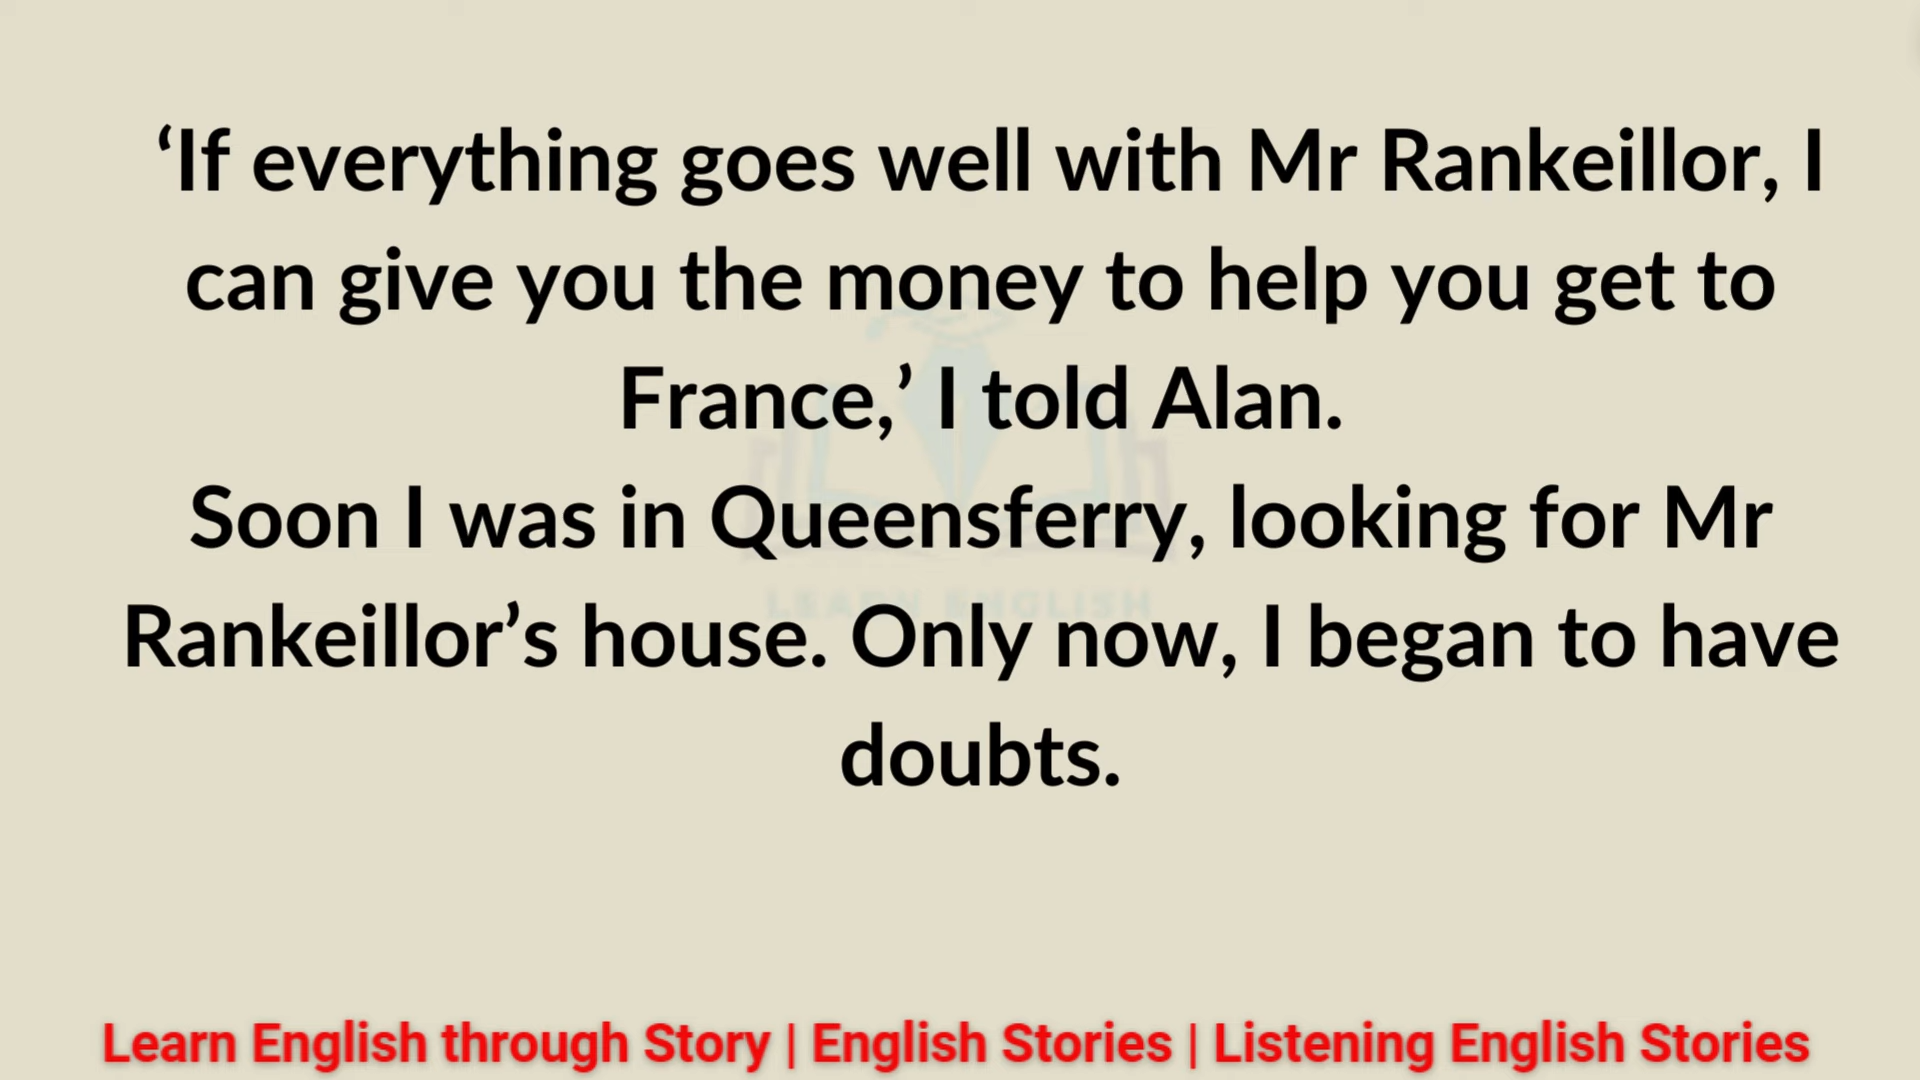 ‘If everything goes well with Mr Rankeillor, I
can give you the money to help you get to
France,’ I told Alan.
Soon I was in Queensferry, looking for Mr
Rankeillor’s house. Only now, I began to have
doubts.
LEARN ENGLISH
Learn English through Story | English Stories | Listening English Stories